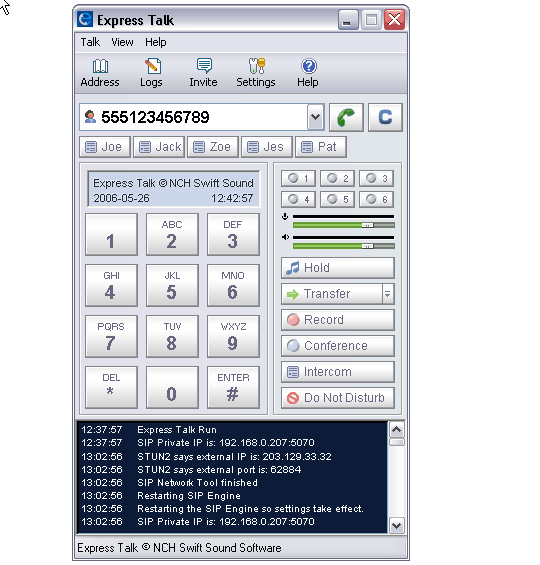 Express Talk
Talk View Help
Address Logs Invite Settings Help
555123456789 C
Joe Jack Zoe Jes Pat
Express Talk © NCH Swift Sound
2006-05-26 12:42:57
1 2 3
4 5 6
ABC DEF
1 2 3
GHI JKL MNO
4 5 6
PQRS TUV WXYZ
7 8 9
DEL ENTER
* 0 #
Hold
Transfer
Record
Conference
Intercom
Do Not Disturb
12:37:57 Express Talk Run
12:37:57 SIP Private IP is: 192.168.0.207:5070
13:02:56 STUN2 says external IP is: 203.129.33.32
13:02:56 STUN2 says external port is: 62884
13:02:56 SIP Network Tool finished
13:02:56 Restarting SIP Engine
13:02:56 Restarting the SIP Engine so settings take effect.
13:02:56 SIP Private IP is: 192.168.0.207:5070
Express Talk © NCH Swift Sound Software